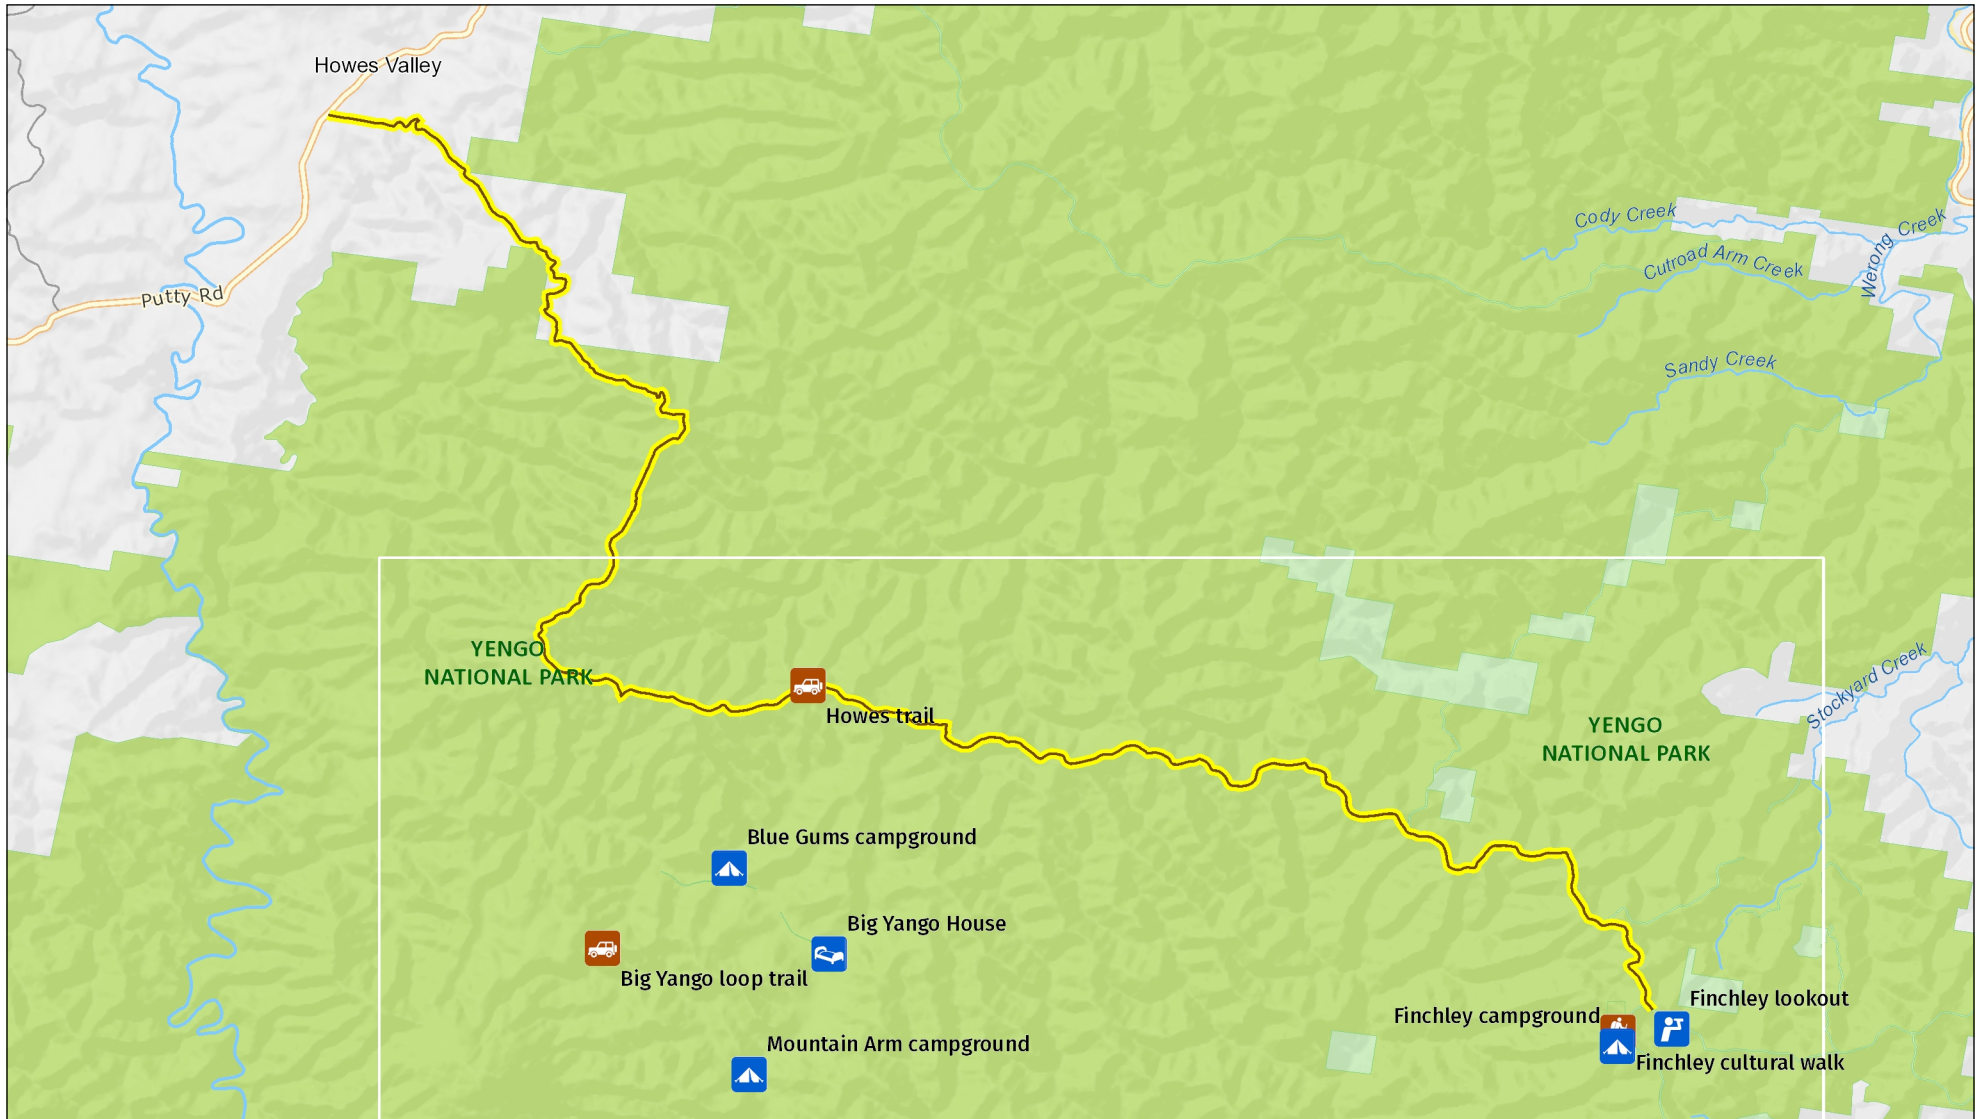 Howes Valley
Cody Creek
Werong Creek
Cutroad Arm Creek
Putty Rd
Sandy Creek
YENGO
NATIONAL PARK
Stockyard Creek
Howes trail
YENGO
NATIONAL PARK
Blue Gums campground
Big Yango House
Big Yango loop trail
Finchley lookout
Finchley campground
Mountain Arm campground
Finchley cultural walk